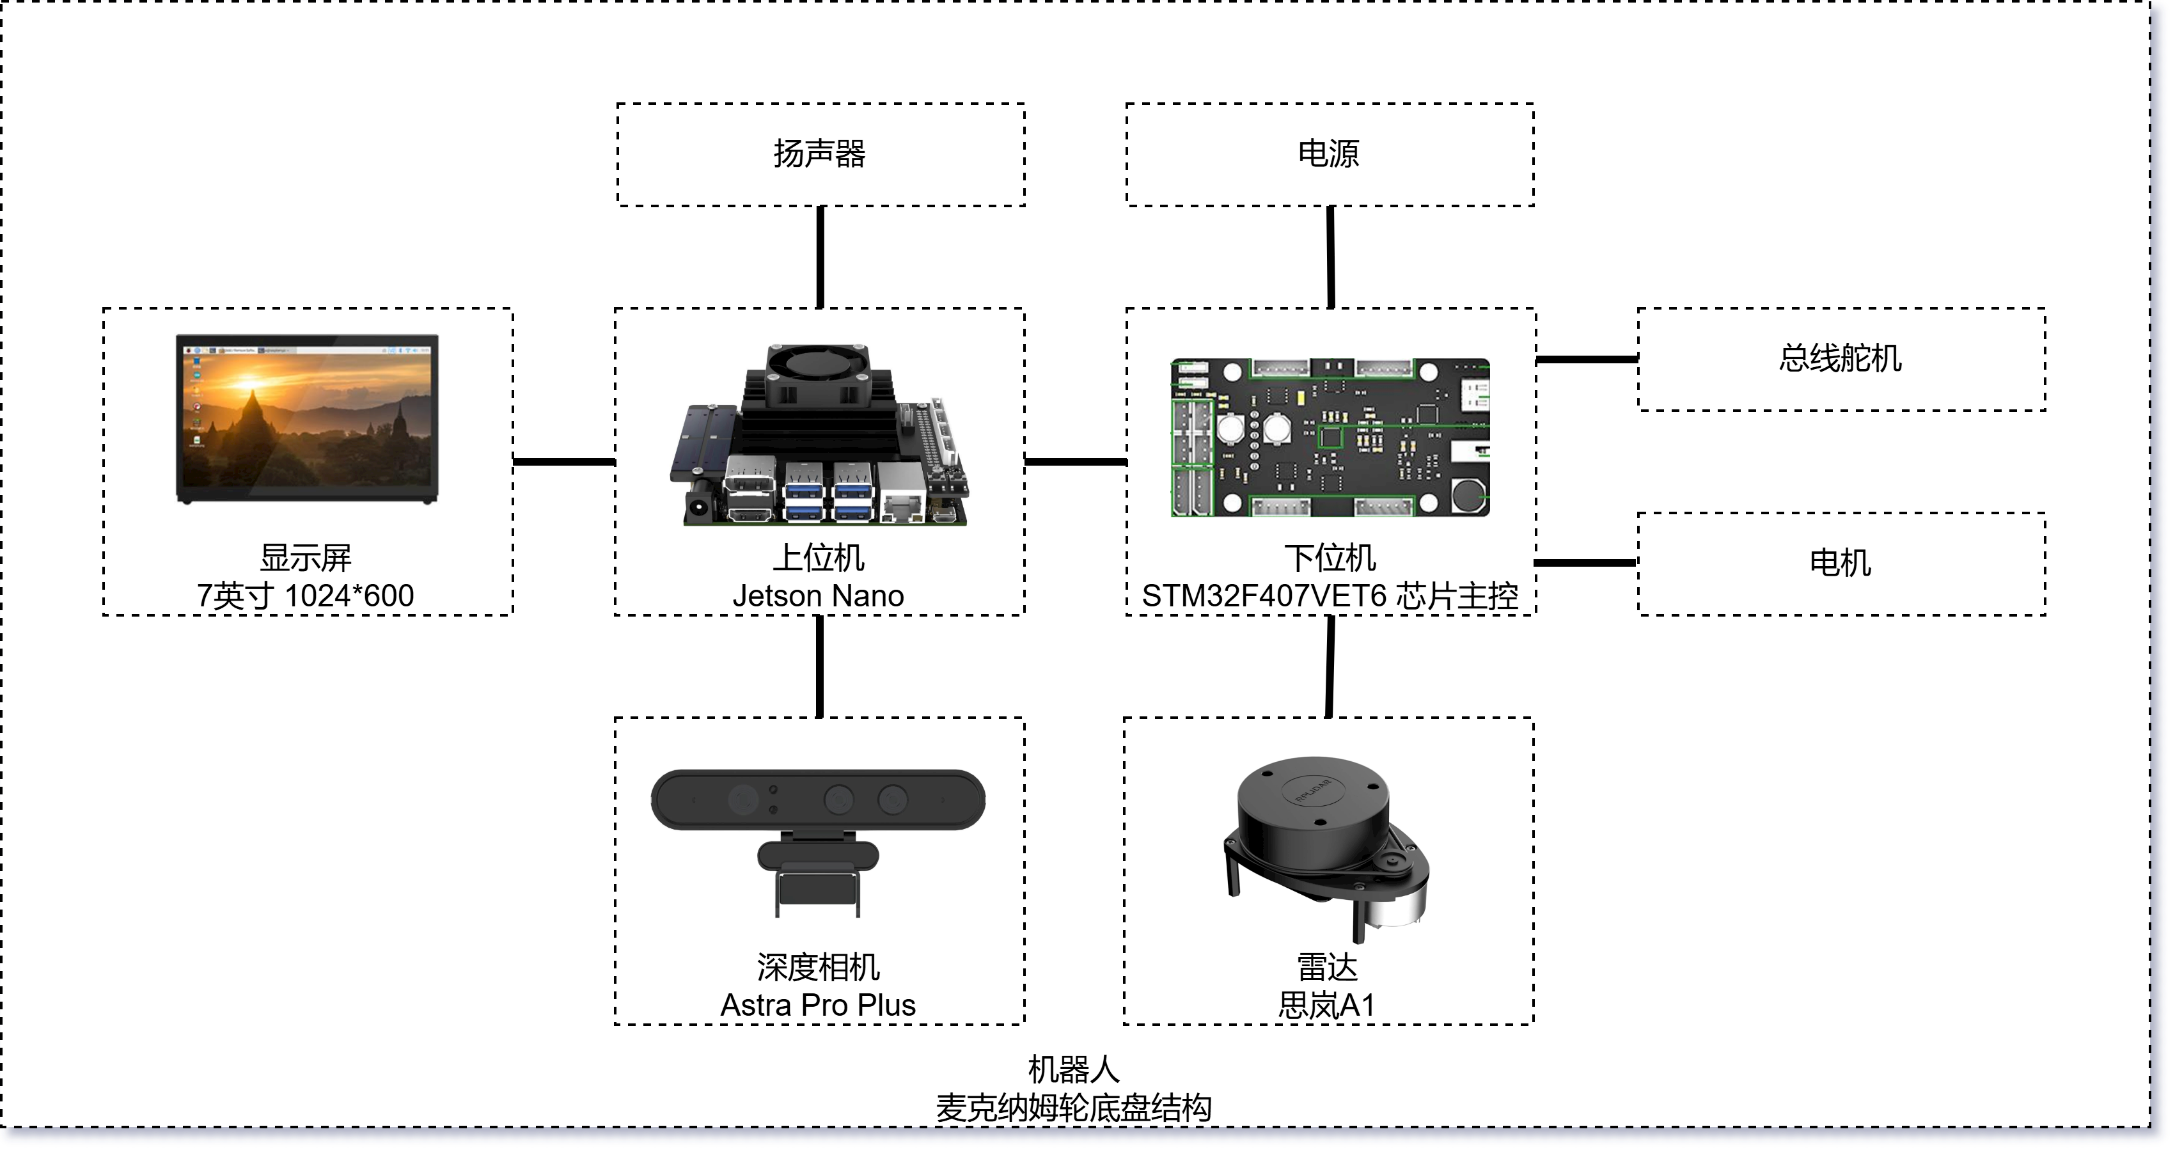 扬声器
电源
显示屏
7英寸 1024*600
上位机
Jetson Nano
下位机
STM32F407VET6 芯片主控
总线舵机
电机
深度相机
Astra Pro Plus
RPLIDAR
雷达
思岚A1
机器人
麦克纳姆轮底盘结构